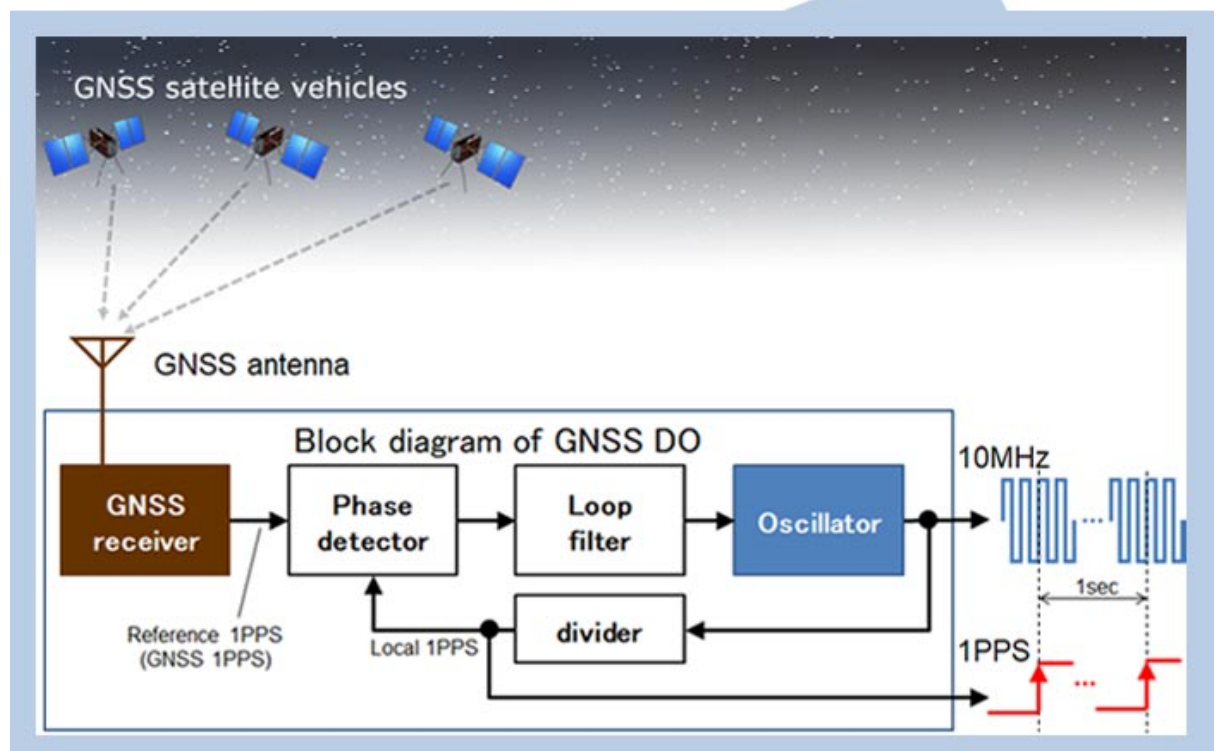 GNSS satellite vehicles
GNSS antenna
Block diagram of GNSS DO
GNSS
receiver
Phase
detector
Loop
filter
Oscillator
10MHz
...
1sec
Reference 1PPS
(GNSS 1PPS)
Local 1PPS
divider
1PPS
...